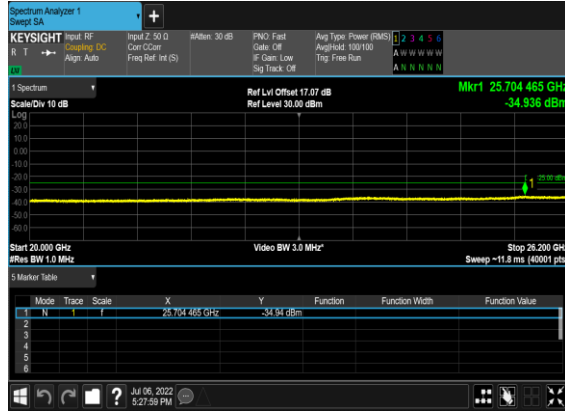 Spectrum Analyzer 1
Swept SA
+
KEYSIGHT Input: RF Input Z: 50 Ω #Atten: 30 dB PNO: Fast Avg Type: Power (RMS) 1 2 3 4 5 6
R T Coupling: DC Corr CCorr Gate: Off Avg|Hold: 100/100 A W W W W W
Align: Auto Freq Ref: Int (S) IF Gain: Low Trig: Free Run
LV Sig Track: Off A N N N N N
1 Spectrum Ref Lvl Offset 17.07 dB Mkr1 25.704 465 GHz
Scale/Div 10 dB Ref Level 30.00 dBm -34.936 dBm
Log
20.0
10.0
0.00
-10.0
-20.0 1 -25.00 dBm
-30.0
-40.0
-50.0
-60.0
Start 20.000 GHz Video BW 3.0 MHz* Stop 26.200 GHz
#Res BW 1.0 MHz Sweep ~11.8 ms (40001 pts)
5 Marker Table
Mode Trace Scale X Y Function Function Width Function Value
1 N 1 f 25.704 465 GHz -34.94 dBm
2
3
4
5
6
? Jul 06, 2022
5:27:59 PM